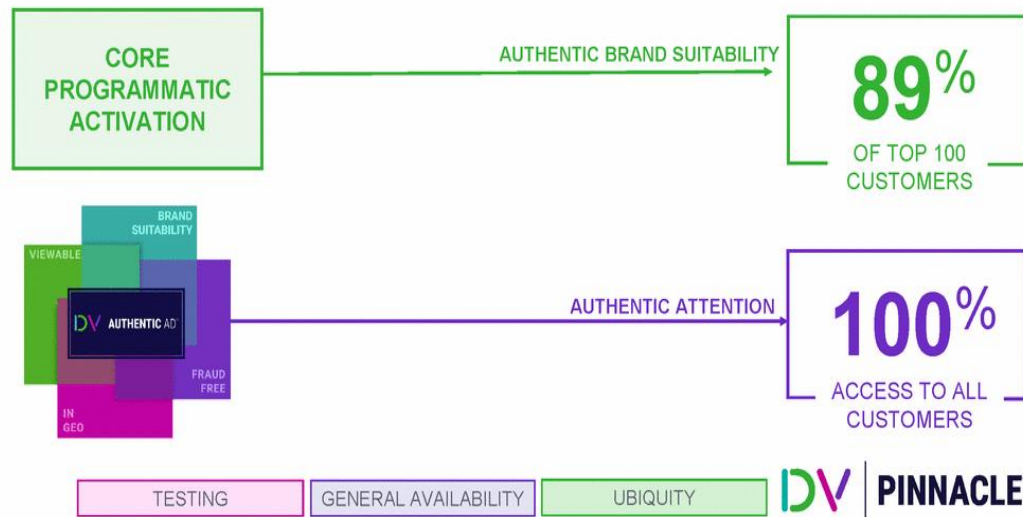 CORE
PROGRAMMATIC
ACTIVATION
AUTHENTIC BRAND SUITABILITY
89%
OF TOP 100
CUSTOMERS
BRAND
SUITABILITY
VIEWABLE
DV AUTHENTIC AD™
FRAUD
FREE
IN
GEO
AUTHENTIC ATTENTION
100%
ACCESS TO ALL
CUSTOMERS
TESTING
GENERAL AVAILABILITY
UBIQUITY
DV PINNACLE